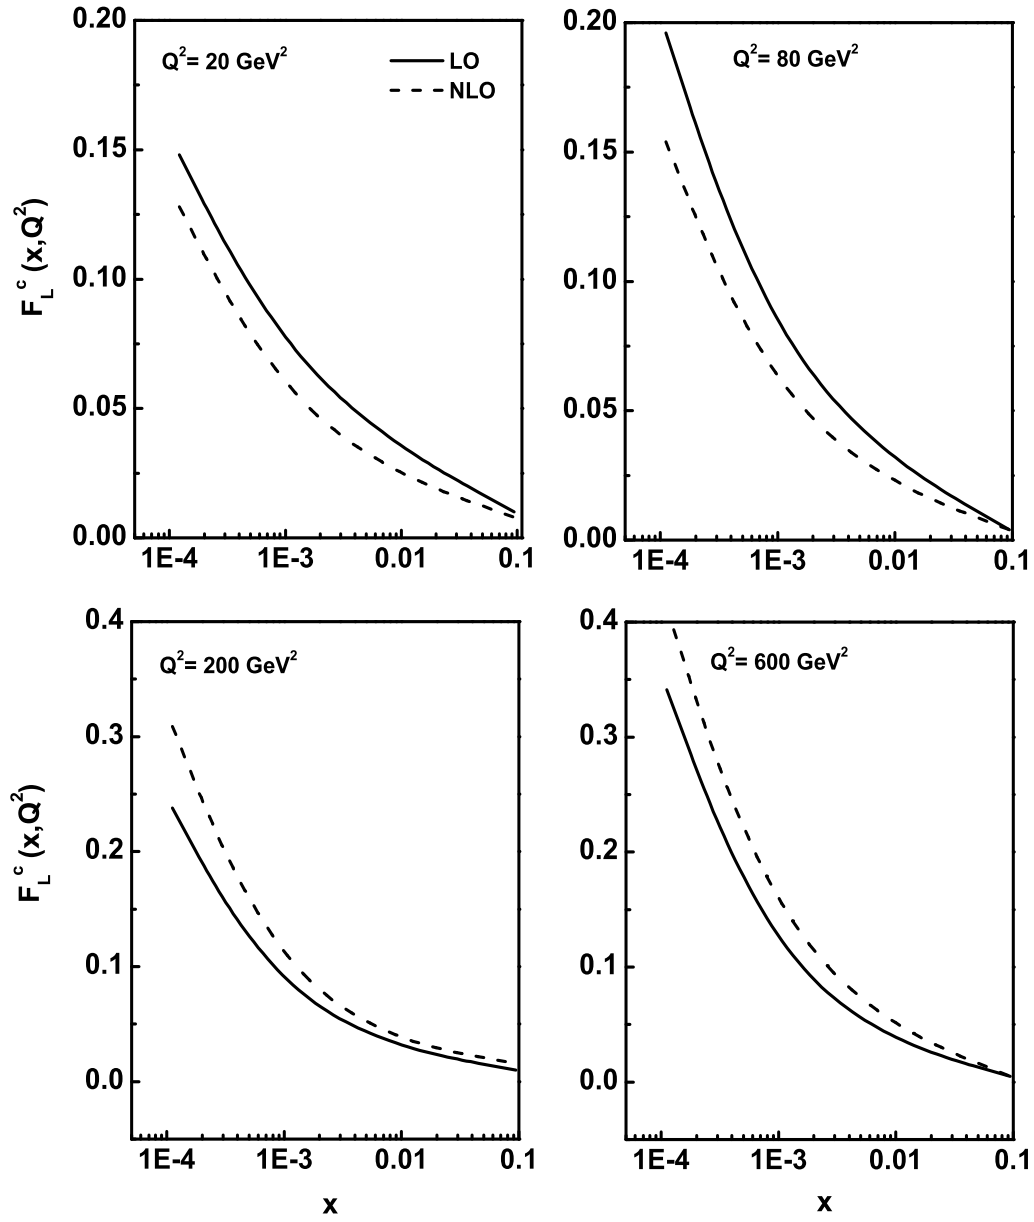 0.20
Q²= 20 GeV²
LO
NLO
0.15
0.10
0.05
0.00
1E-4 1E-3 0.01 0.1
F_L^c (x,Q²)
0.20
Q²= 80 GeV²
0.15
0.10
0.05
0.00
1E-4 1E-3 0.01 0.1
0.4
Q²= 200 GeV²
0.3
0.2
0.1
0.0
1E-4 1E-3 0.01 0.1
F_L^c (x,Q²)
x
0.4
Q²= 600 GeV²
0.3
0.2
0.1
0.0
1E-4 1E-3 0.01 0.1
x